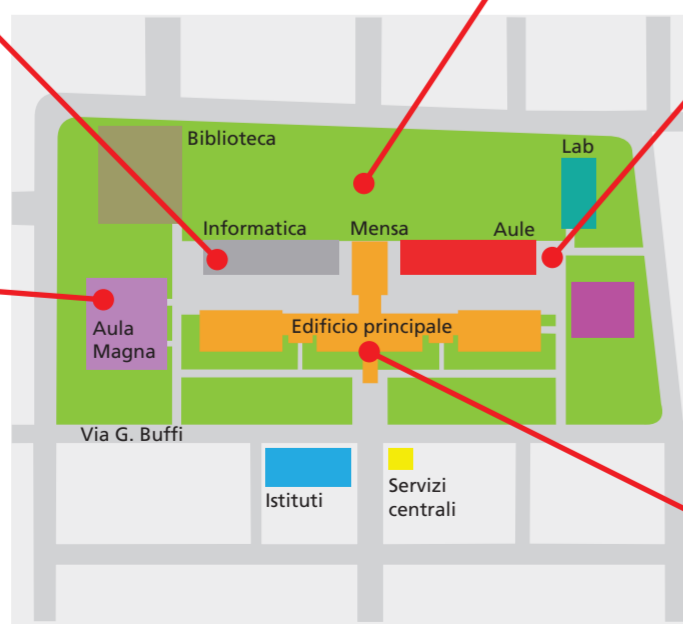 Biblioteca
Lab
Informatica
Mensa
Aule
Edificio principale
Aula
Magna
Via G. Buffi
Istituti
Servizi
centrali